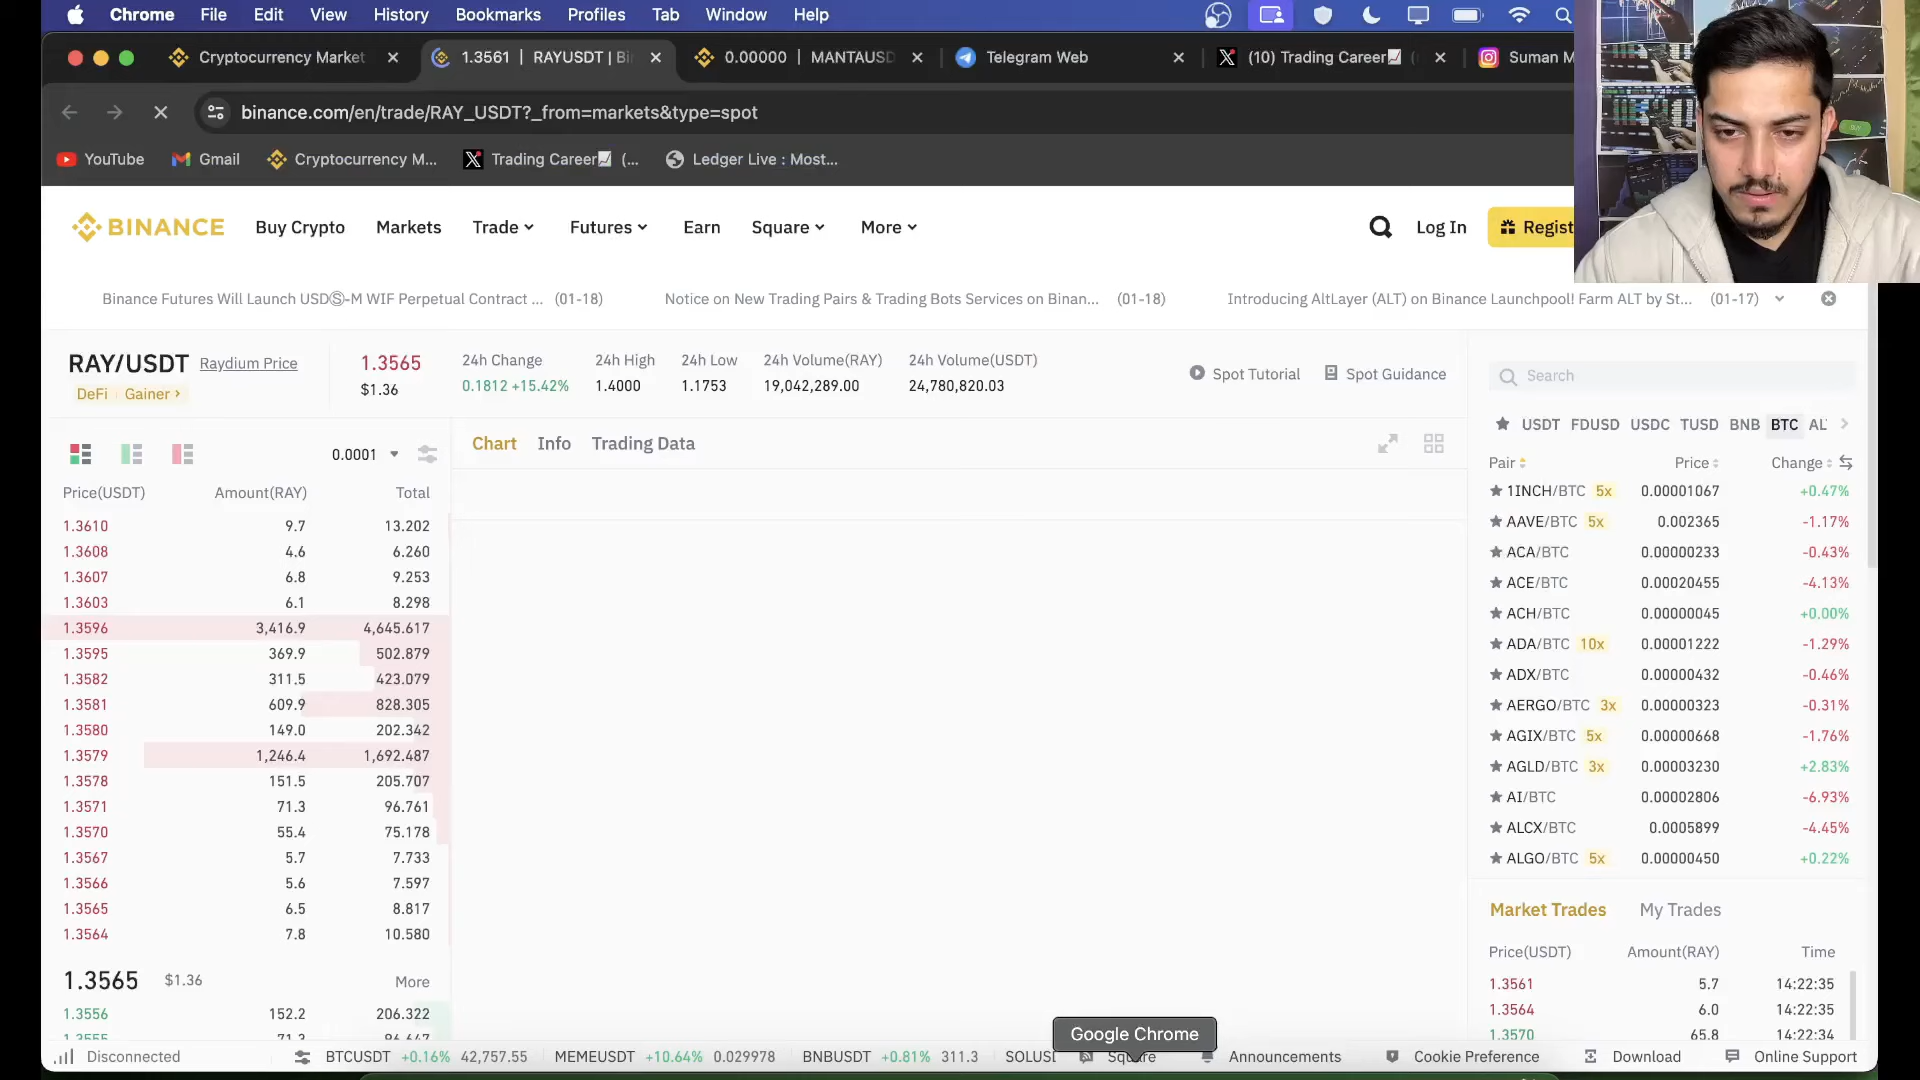 Chrome File Edit View History Bookmarks Profiles Tab Window Help
Cryptocurrency Market
1.3561 | RAYUSDT | Bi
0.00000 | MANTAUSD
Telegram Web
(10) Trading Career
Suman M
binance.com/en/trade/RAY_USDT?_from=markets&type=spot
YouTube Gmail Cryptocurrency M... Trading Career (... Ledger Live : Most...
BINANCE Buy Crypto Markets Trade Futures Earn Square More Log In Regist
Binance Futures Will Launch USDⓈ-M WIF Perpetual Contract ... (01-18)
Notice on New Trading Pairs & Trading Bots Services on Binan... (01-18)
Introducing AltLayer (ALT) on Binance Launchpool! Farm ALT by St... (01-17)
RAY/USDT Raydium Price
DeFi Gainer
1.3565
$1.36
24h Change
0.1812 +15.42%
24h High
1.4000
24h Low
1.1753
24h Volume(RAY)
19,042,289.00
24h Volume(USDT)
24,780,820.03
Spot Tutorial Spot Guidance
0.0001
Price(USDT) Amount(RAY) Total
1.3610 9.7 13.202
1.3608 4.6 6.260
1.3607 6.8 9.253
1.3603 6.1 8.298
1.3596 3,416.9 4,645.617
1.3595 369.9 502.879
1.3582 311.5 423.079
1.3581 609.9 828.305
1.3580 149.0 202.342
1.3579 1,246.4 1,692.487
1.3578 151.5 205.707
1.3571 71.3 96.761
1.3570 55.4 75.178
1.3567 5.7 7.733
1.3566 5.6 7.597
1.3565 6.5 8.817
1.3564 7.8 10.580
1.3565 $1.36 More
1.3556 152.2 206.322
1.3555 71.3 96.647
Chart Info Trading Data
Search
USDT FDUSD USDC TUSD BNB BTC AL
Pair Price Change
1INCH/BTC 5x 0.00001067 +0.47%
AAVE/BTC 5x 0.002365 -1.17%
ACA/BTC 0.00000233 -0.43%
ACE/BTC 0.00020455 -4.13%
ACH/BTC 0.00000045 +0.00%
ADA/BTC 10x 0.00001222 -1.29%
ADX/BTC 0.00000432 -0.46%
AERGO/BTC 3x 0.00000323 -0.31%
AGIX/BTC 5x 0.00000668 -1.76%
AGLD/BTC 3x 0.00003230 +2.83%
AI/BTC 0.00002806 -6.93%
ALCX/BTC 0.0005899 -4.45%
ALGO/BTC 5x 0.00000450 +0.22%
Market Trades My Trades
Price(USDT) Amount(RAY) Time
1.3561 5.7 14:22:35
1.3564 6.0 14:22:35
1.3570 65.8 14:22:34
Google Chrome
Disconnected BTCUSDT +0.16% 42,757.55 MEMEUSDT +10.64% 0.029978 BNBUSDT +0.81% 311.3 SOLUSD Square Announcements Cookie Preference Download Online Support